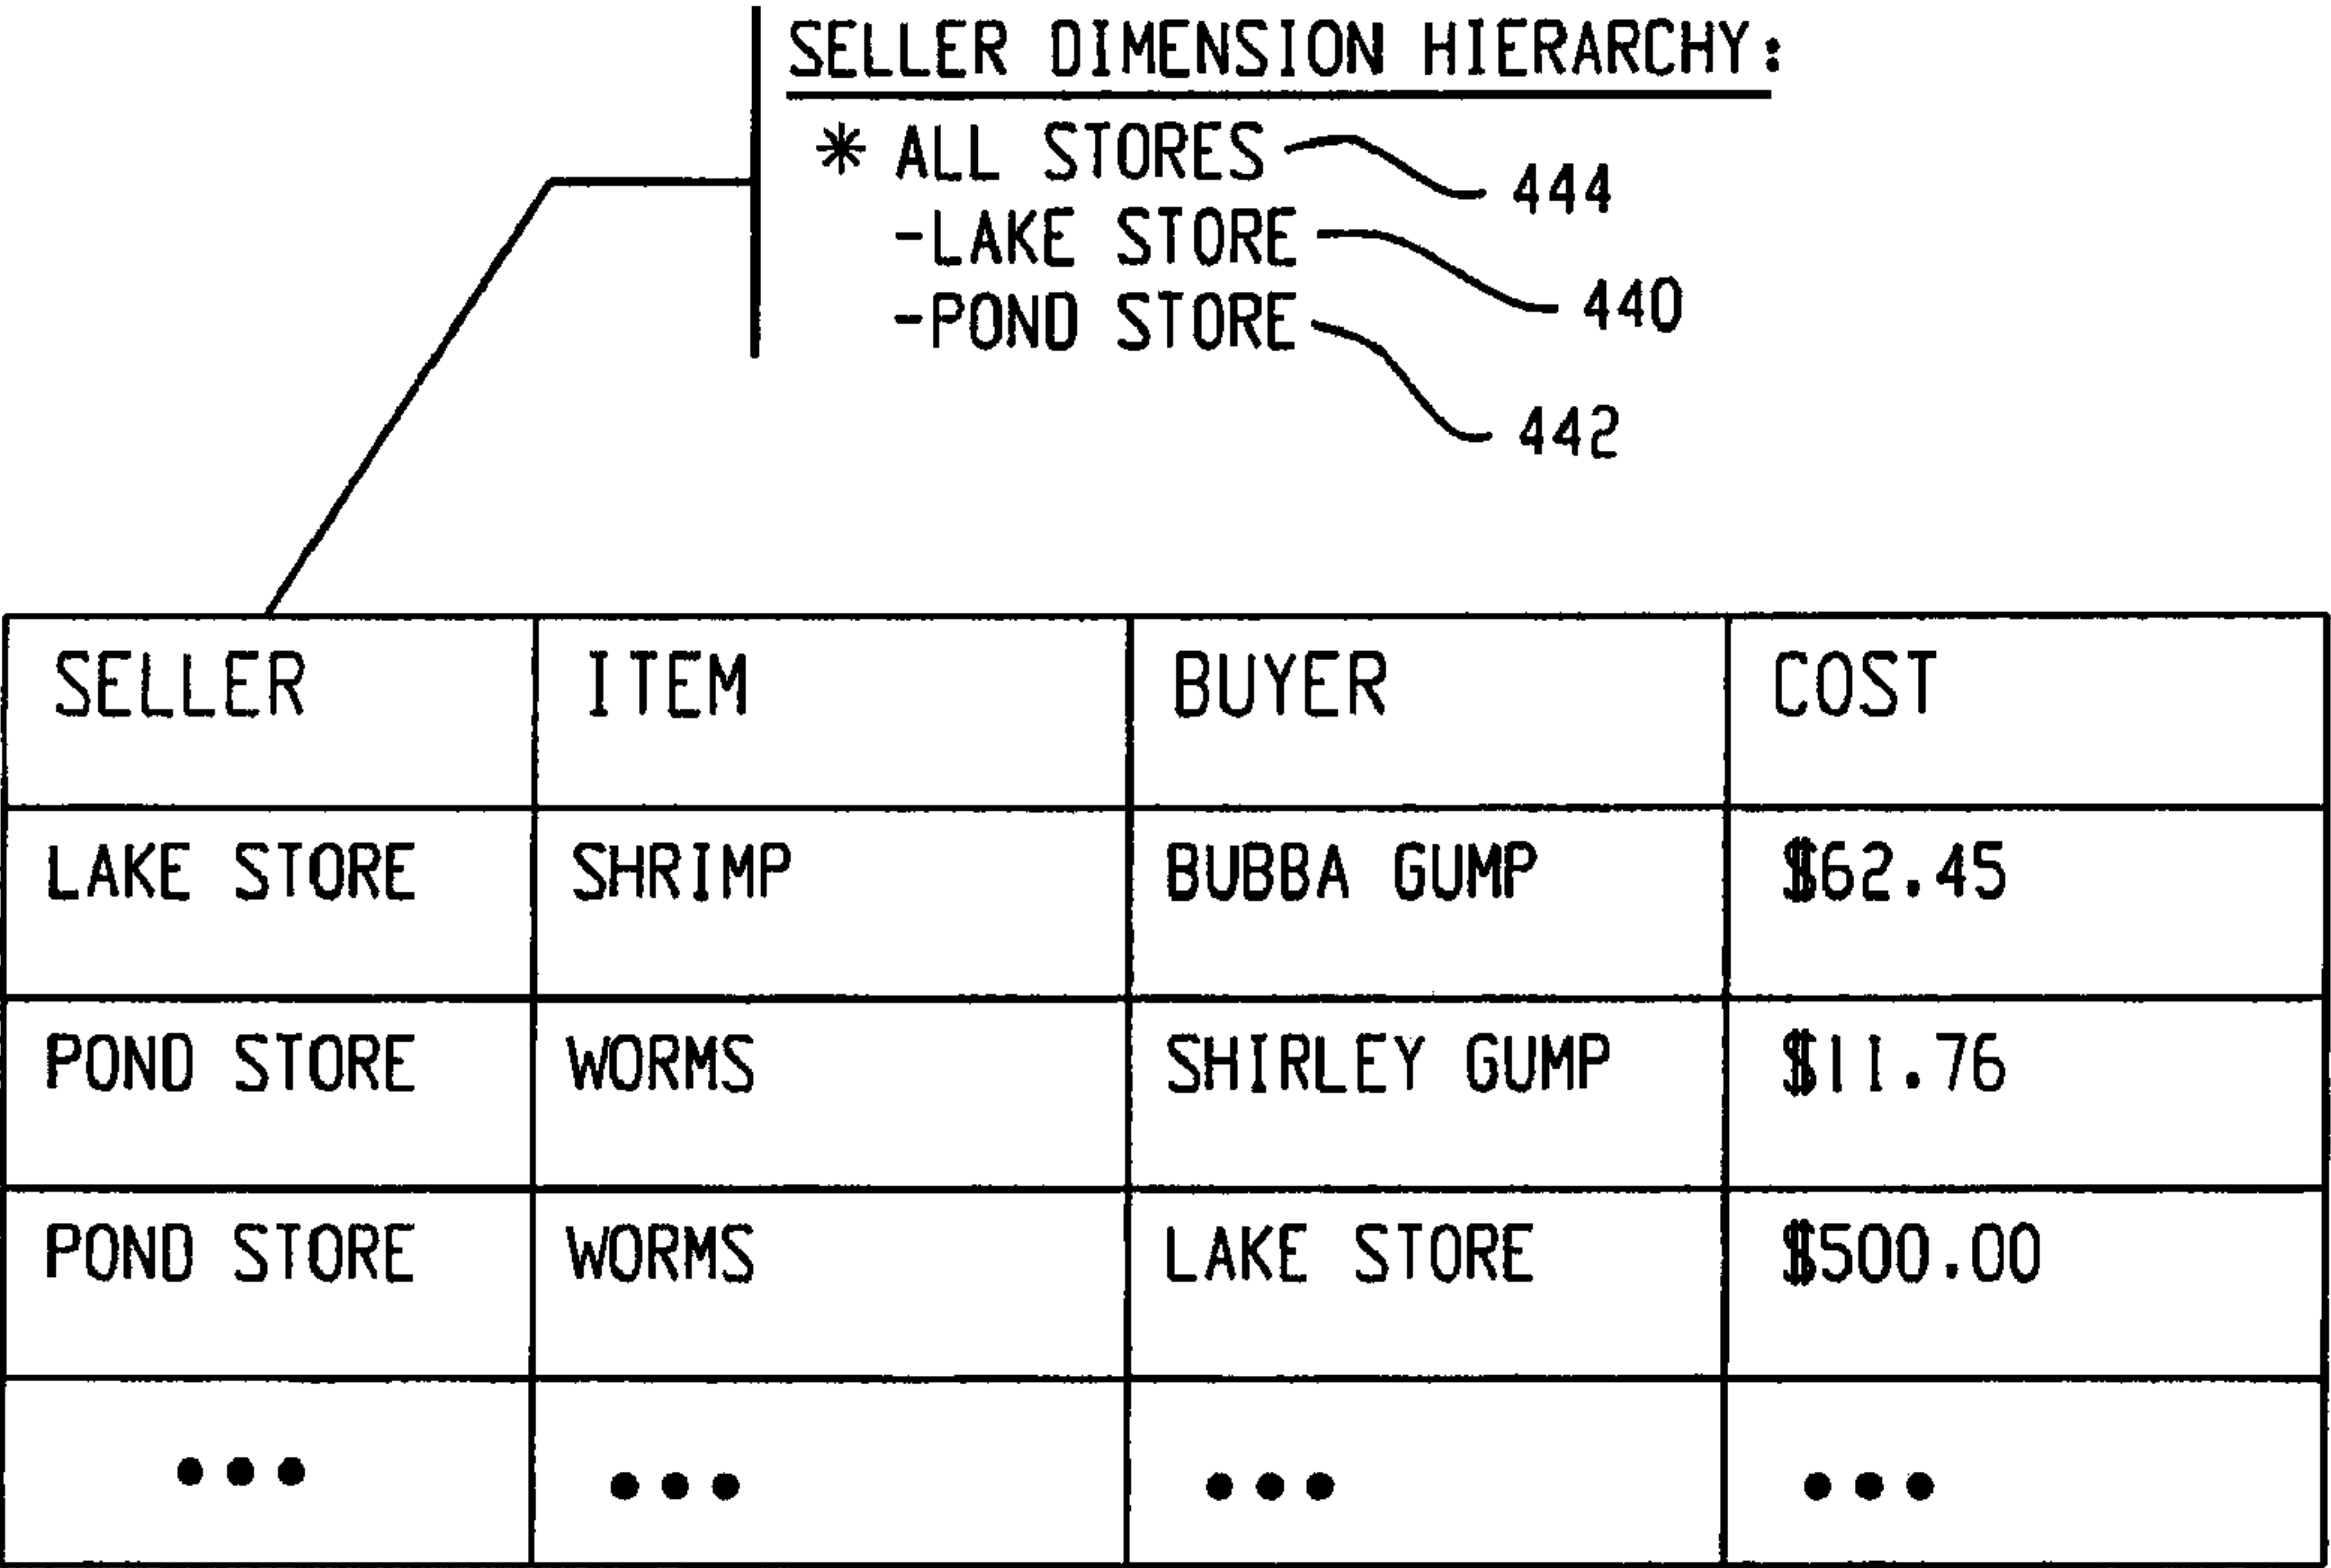 SELLER DIMENSION HIERARCHY:
* ALL STORES 444
-LAKE STORE 440
-POND STORE 442
SELLER ITEM BUYER COST
LAKE STORE SHRIMP BUBBA GUMP $62.45
POND STORE WORMS SHIRLEY GUMP $11.76
POND STORE WORMS LAKE STORE $500.00
••• ••• ••• •••